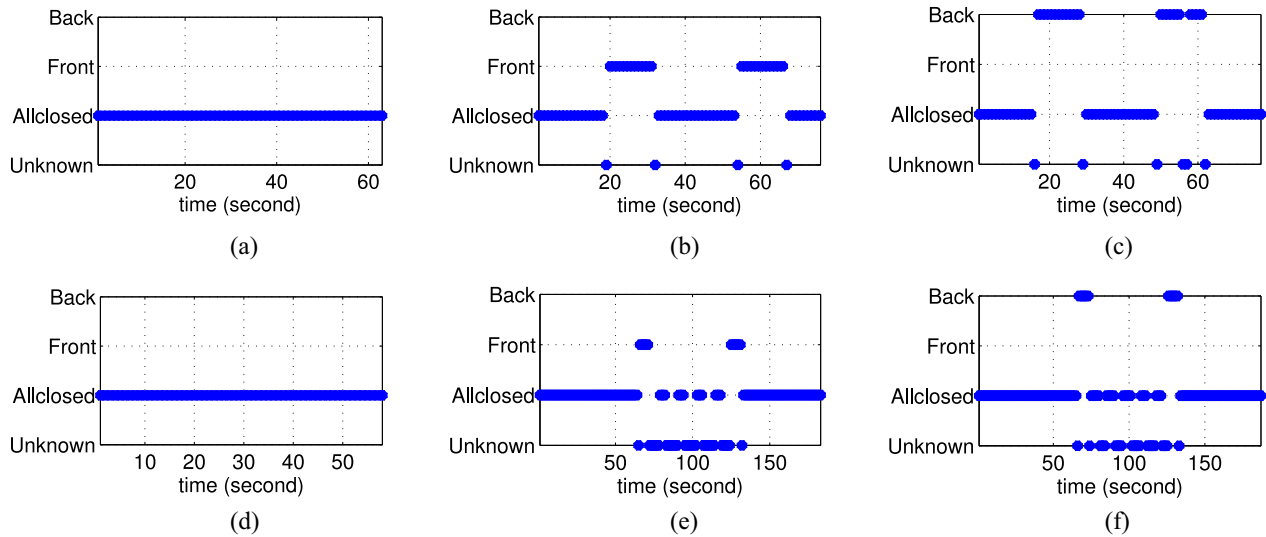 Back
Front
Allclosed
Unknown
20 40 60
time (second)
(a)
Back
Front
Allclosed
Unknown
20 40 60
time (second)
(b)
Back
Front
Allclosed
Unknown
20 40 60
time (second)
(c)
Back
Front
Allclosed
Unknown
10 20 30 40 50
time (second)
(d)
Back
Front
Allclosed
Unknown
50 100 150
time (second)
(e)
Back
Front
Allclosed
Unknown
50 100 150
time (second)
(f)